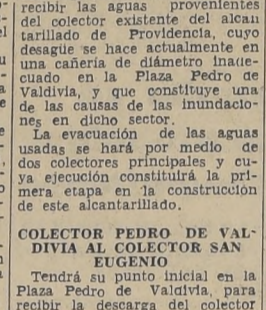 recibir las aguas provenientes
del colector existente del alcan
tarillado de Providencia, cuyo
desagüe se hace actualmente en
una cañería de diámetro inade-
cuado en la Plaza Pedro de
Valdivia, y que constituye una
de las causas de las inundacio-
nes en dicho sector.
La evacuación de las aguas
usadas se hará por medio de
dos colectores principales y cu-
ya ejecución constituirá la pri-
mera etapa en la construcción
de este alcantarillado.
COLECTOR PEDRO DE VAL-
DIVIA AL COLECTOR SAN
EUGENIO
Tendrá su punto inicial en la
Plaza Pedro de Valdivia, para
recibir la descarga del colector